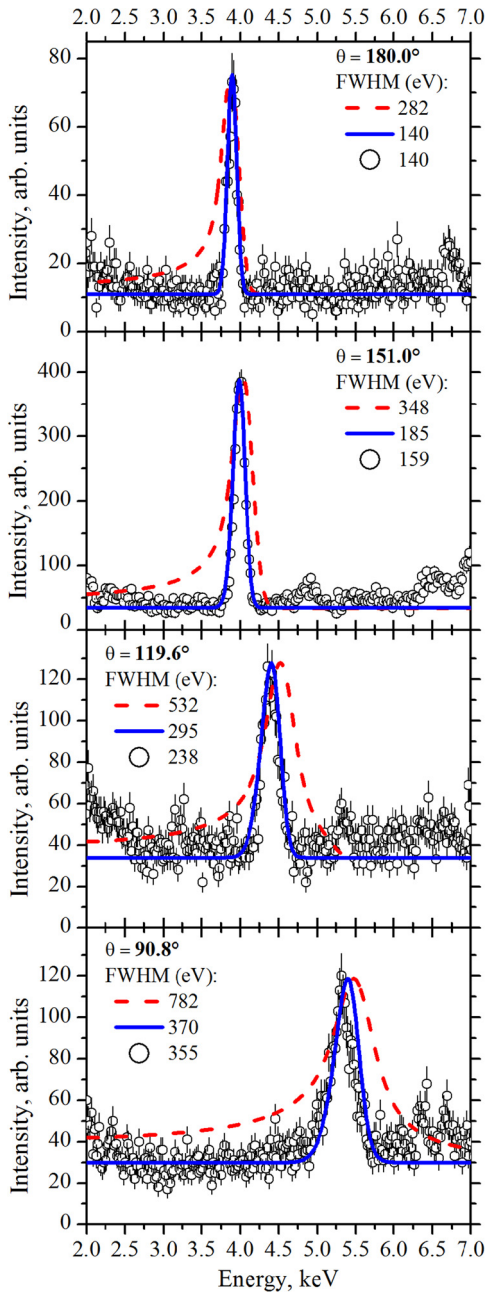 2.0 2.5 3.0 3.5 4.0 4.5 5.0 5.5 6.0 6.5 7.0
Intensity, arb. units
80
60
40
20
0
θ = 180.0°
FWHM (eV):
282
140
140
Intensity, arb. units
400
300
200
100
0
θ = 151.0°
FWHM (eV):
348
185
159
Intensity, arb. units
120
100
80
60
40
20
0
θ = 119.6°
FWHM (eV):
532
295
238
Intensity, arb. units
120
100
80
60
40
20
0
θ = 90.8°
FWHM (eV):
782
370
355
2.0 2.5 3.0 3.5 4.0 4.5 5.0 5.5 6.0 6.5 7.0
Energy, keV